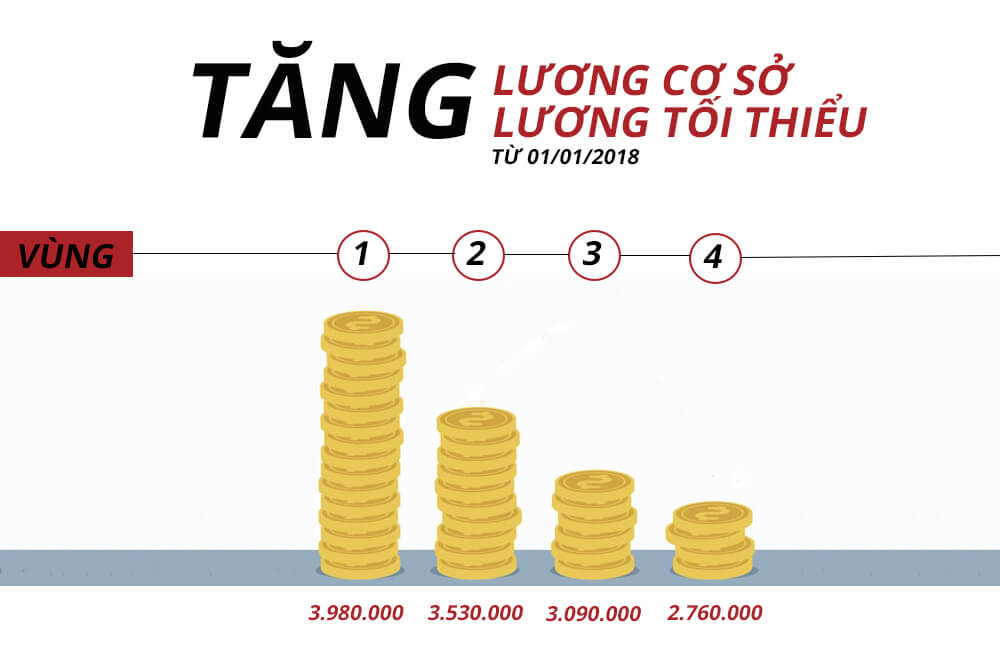 TĂNG LƯƠNG CƠ SỞ
LƯƠNG TỐI THIỂU
TỪ 01/01/2018
VÙNG 1 2 3 4
3.980.000 3.530.000 3.090.000 2.760.000